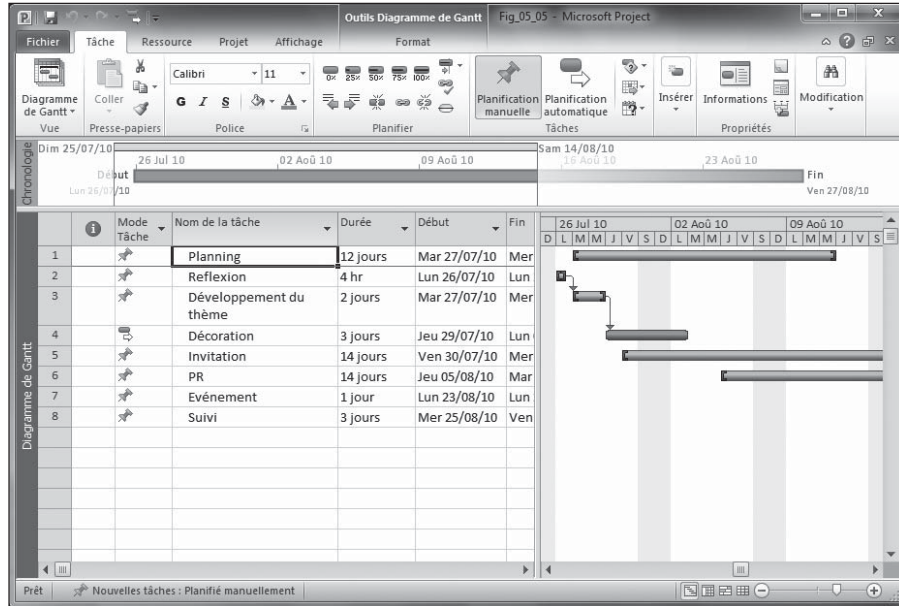 Outils Diagramme de Gantt Fig_05_05 - Microsoft Project
Fichier Tâche Ressource Projet Affichage Format
Calibri 11
0% 25% 50% 75% 100%
Diagramme de Gantt
Coller
G I S A
Planification manuelle
Planification automatique
Insérer
Informations
Modification
Vue Presse-papiers Police Planifier Tâches Propriétés
Chronologie
Dim 25/07/10 Sam 14/08/10
26 Jul 10 02 Aoû 10 09 Aoû 10 16 Aoû 10 23 Aoû 10
Début Fin
Lun 26/07/10 Ven 27/08/10
Diagramme de Gantt
Mode Tâche Nom de la tâche Durée Début Fin
26 Jul 10 02 Aoû 10 09 Aoû 10
D L M M J V S D L M M J V S D L M M J V S
1 Planning 12 jours Mar 27/07/10 Mer
2 Reflexion 4 hr Lun 26/07/10 Lun
3 Développement du thème 2 jours Mar 27/07/10 Mer
4 Décoration 3 jours Jeu 29/07/10 Lun
5 Invitation 14 jours Ven 30/07/10 Mer
6 PR 14 jours Jeu 05/08/10 Mar
7 Evénement 1 jour Lun 23/08/10 Lun
8 Suivi 3 jours Mer 25/08/10 Ven
Prêt Nouvelles tâches : Planifié manuellement